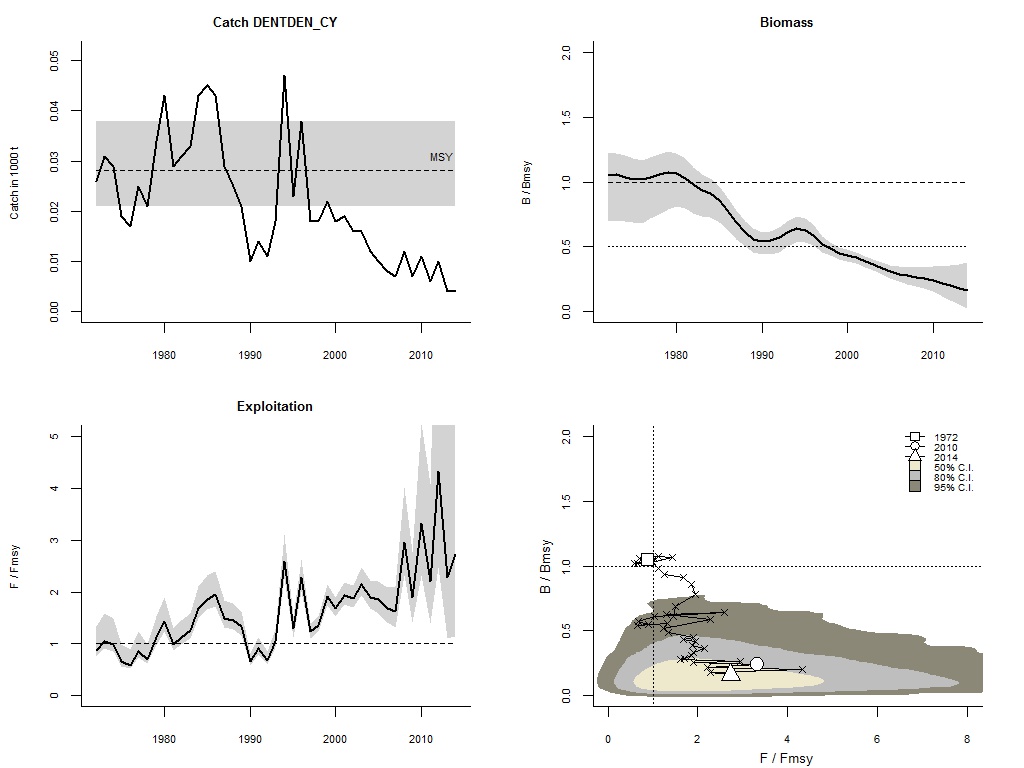 Catch DENTDEN_CY
Catch in 1000 t
0.00 0.01 0.02 0.03 0.04 0.05
MSY
1980 1990 2000 2010
Biomass
B / Bmsy
0.0 0.5 1.0 1.5 2.0
1980 1990 2000 2010
Exploitation
F / Fmsy
0 1 2 3 4 5
1980 1990 2000 2010
B / Bmsy
0.0 0.5 1.0 1.5 2.0
1972
2010
2014
50% C.I.
80% C.I.
95% C.I.
0 2 4 6 8
F / Fmsy